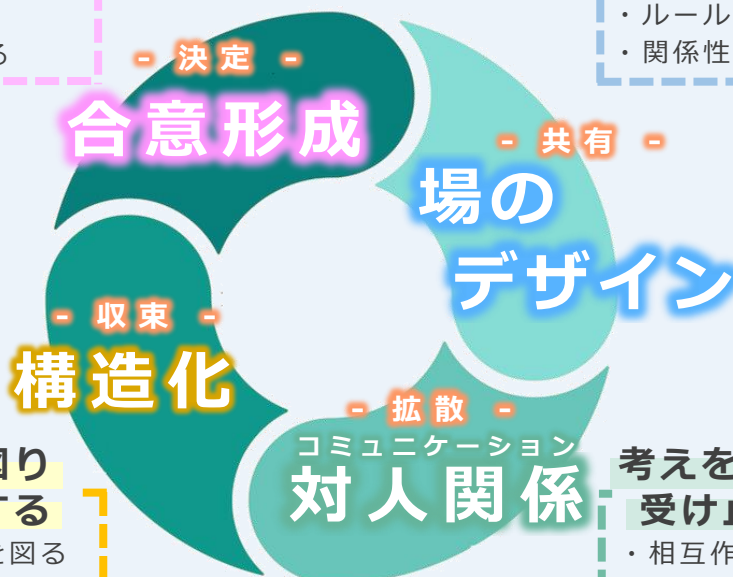 る
・ルール
・関係性
- 決定 -
合意形成
- 共有 -
場の
デザイン
- 収束 -
構造化
- 拡散 -
コミュニケーション
対人関係
図り
する
を図る
考えを
受け止
・相互作